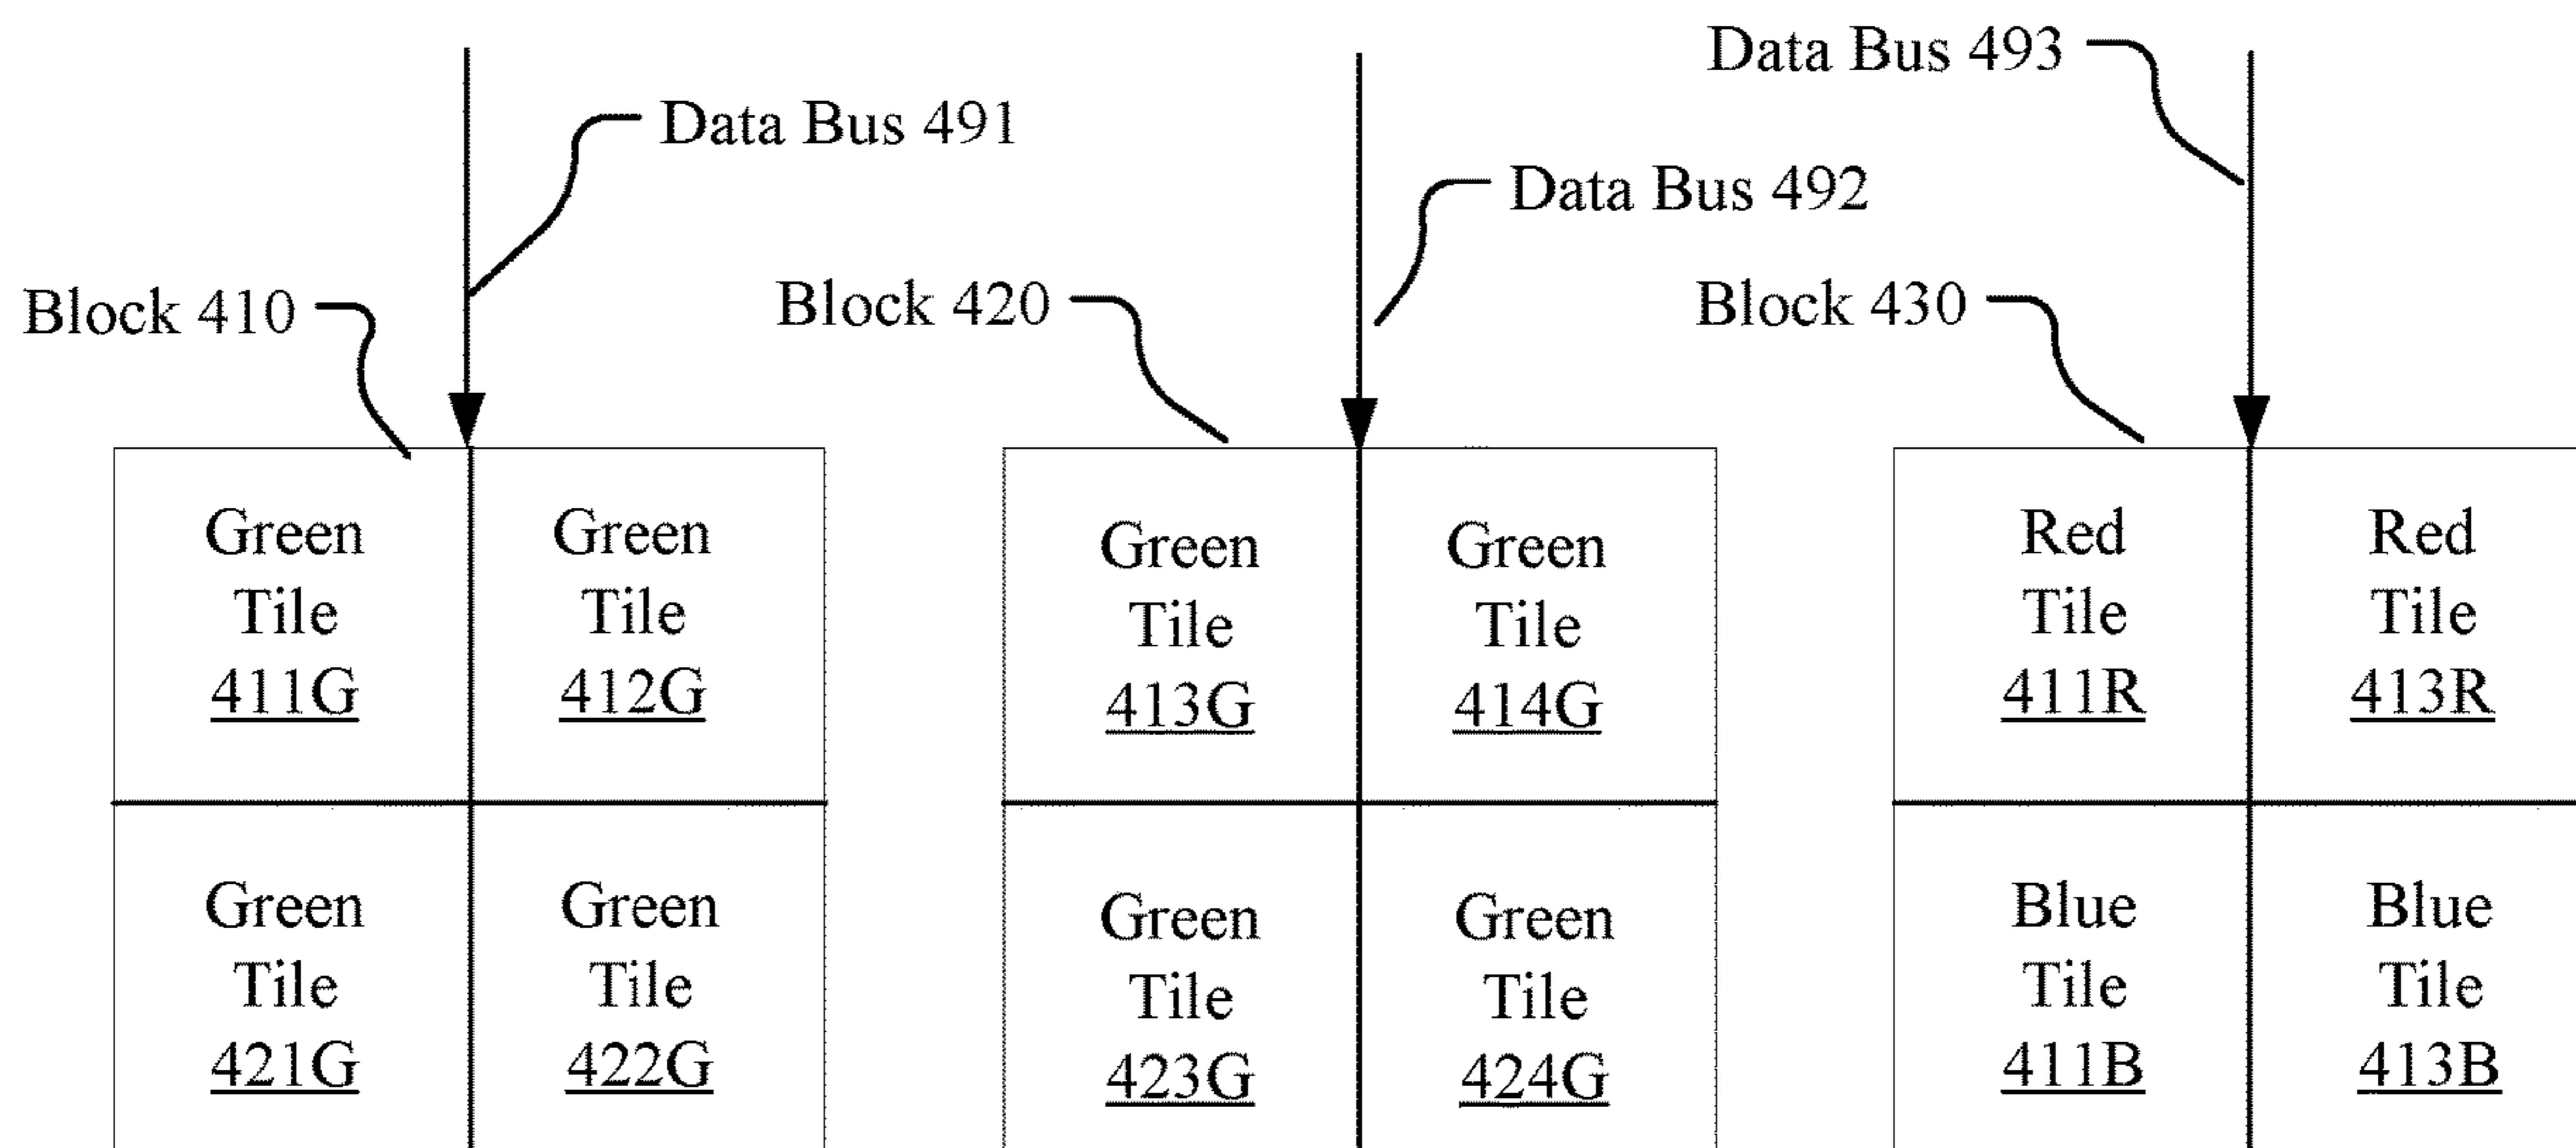 Data Bus 493
Data Bus 491
Data Bus 492
Block 410
Block 420
Block 430
Green
Tile
411G
Green
Tile
412G
Green
Tile
413G
Green
Tile
414G
Red
Tile
411R
Red
Tile
413R
Green
Tile
421G
Green
Tile
422G
Green
Tile
423G
Green
Tile
424G
Blue
Tile
411B
Blue
Tile
413B